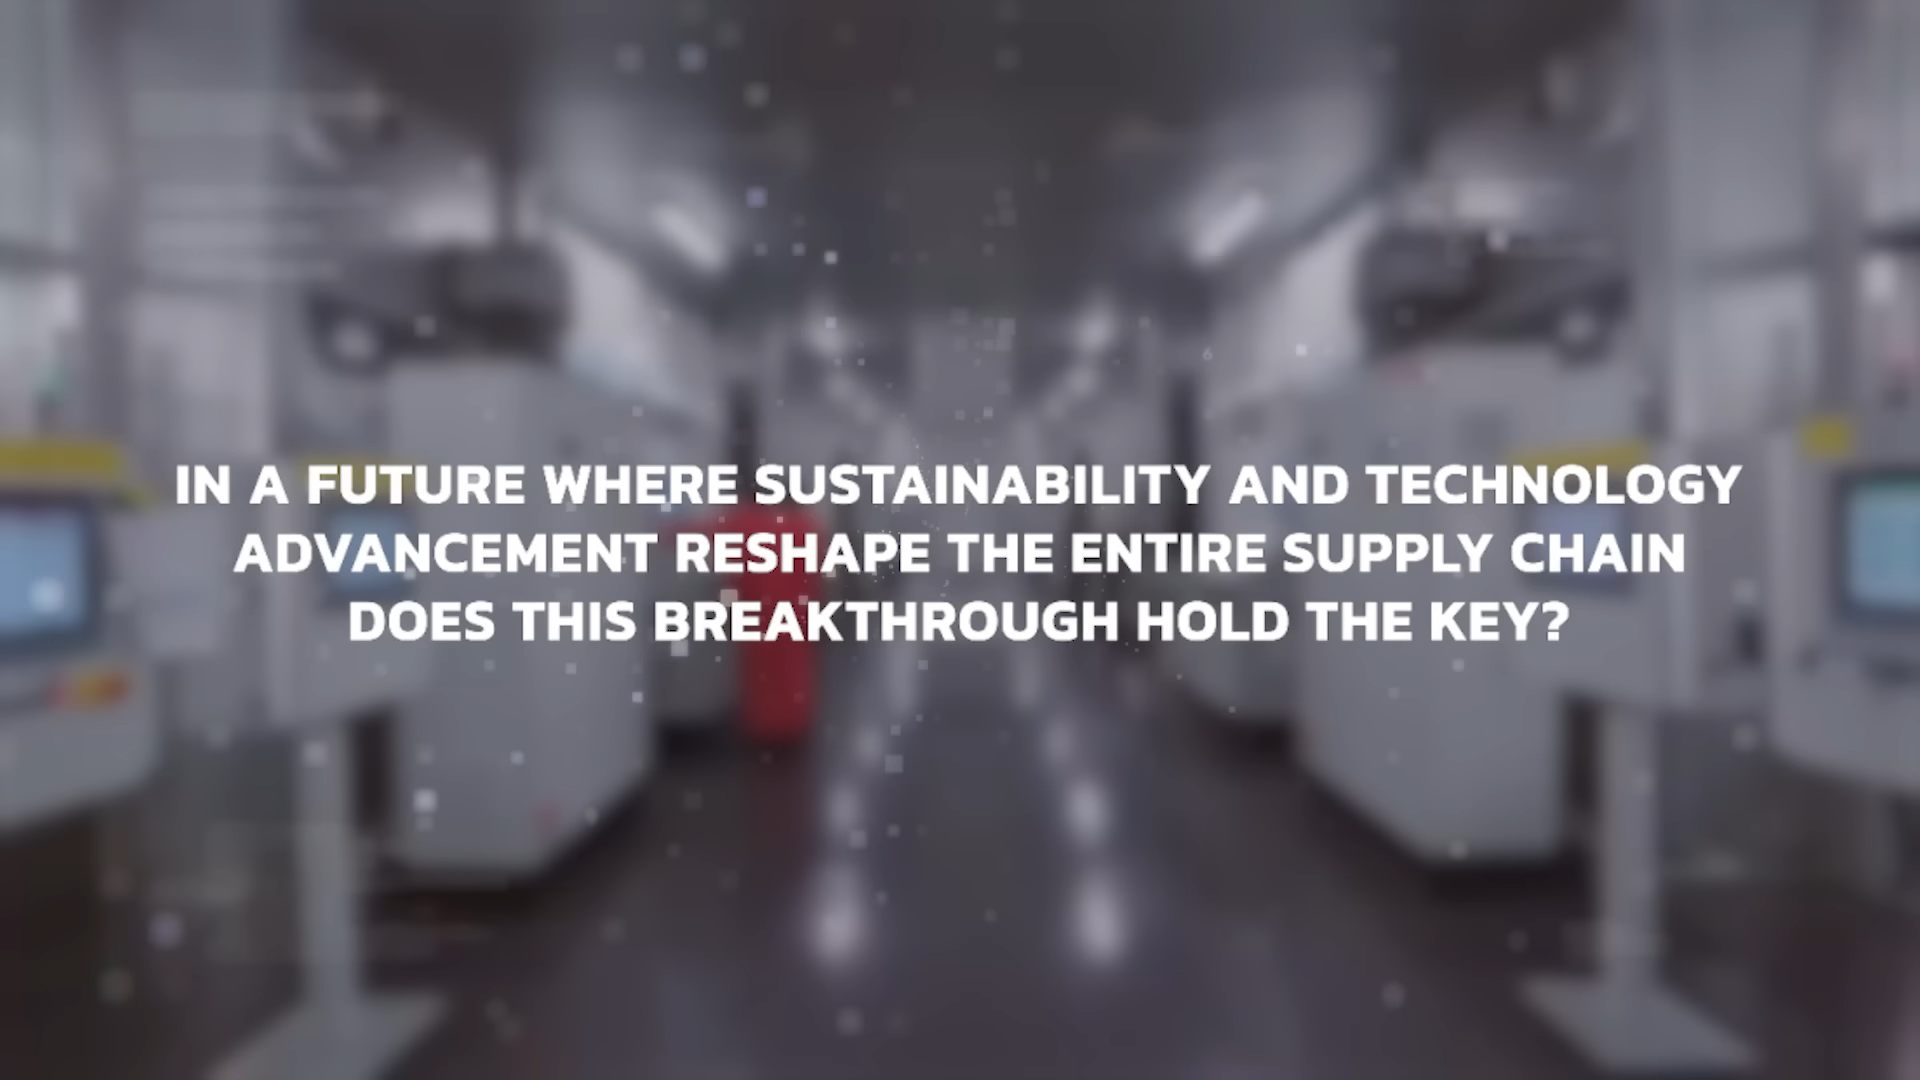 IN A FUTURE WHERE SUSTAINABILITY AND TECHNOLOGY
ADVANCEMENT RESHAPE THE ENTIRE SUPPLY CHAIN
DOES THIS BREAKTHROUGH HOLD THE KEY?